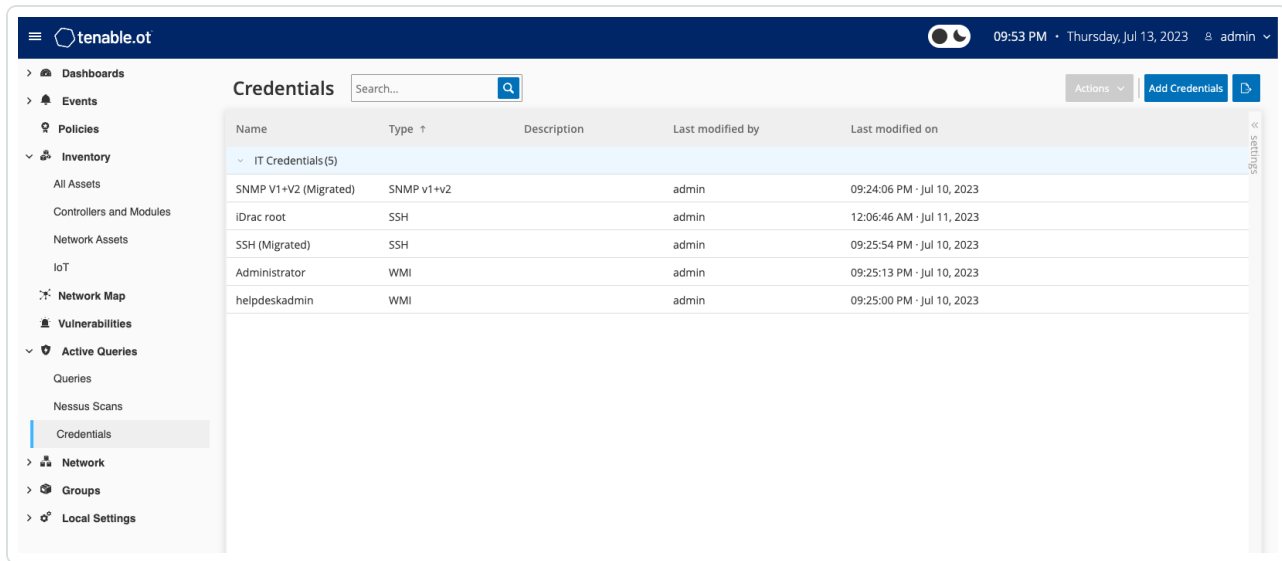 tenable.ot
09:53 PM • Thursday, Jul 13, 2023 admin
Dashboards
Events
Policies
Inventory
All Assets
Controllers and Modules
Network Assets
IoT
Network Map
Vulnerabilities
Active Queries
Queries
Nessus Scans
Credentials
Network
Groups
Local Settings
Credentials Search... Actions Add Credentials
Name Type ↑ Description Last modified by Last modified on
IT Credentials (5)
SNMP V1+V2 (Migrated) SNMP v1+v2 admin 09:24:06 PM · Jul 10, 2023
iDrac root SSH admin 12:06:46 AM · Jul 11, 2023
SSH (Migrated) SSH admin 09:25:54 PM · Jul 10, 2023
Administrator WMI admin 09:25:13 PM · Jul 10, 2023
helpdeskadmin WMI admin 09:25:00 PM · Jul 10, 2023
settings